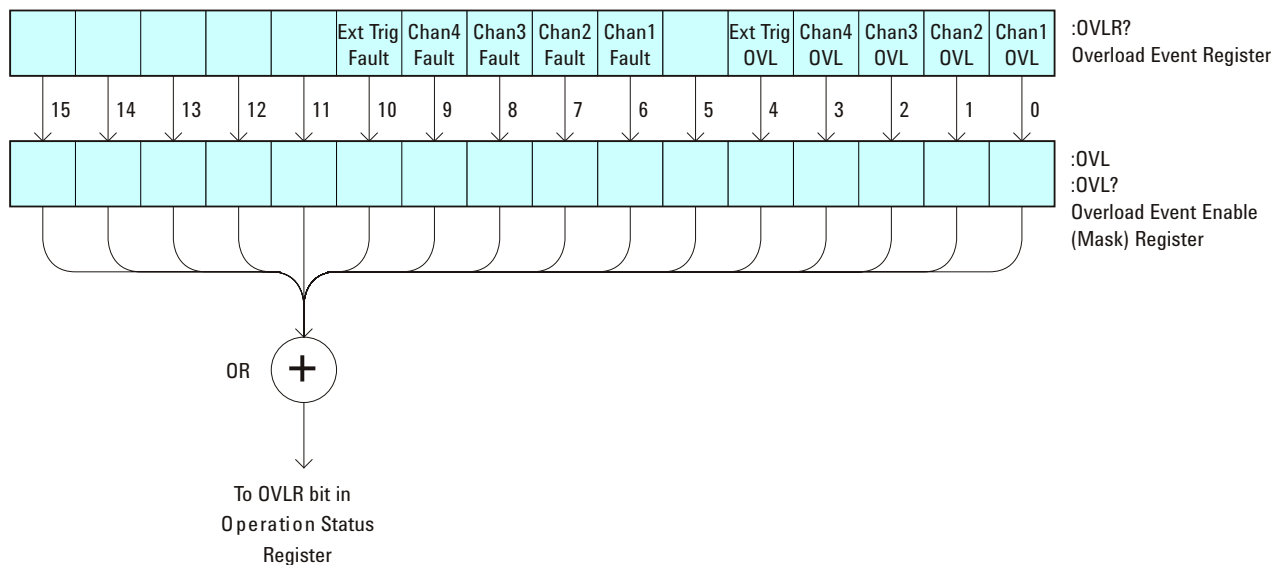 Ext Trig Fault
Chan4 Fault
Chan3 Fault
Chan2 Fault
Chan1 Fault
Ext Trig OVL
Chan4 OVL
Chan3 OVL
Chan2 OVL
Chan1 OVL
:OVLR?
Overload Event Register
15 14 13 12 11 10 9 8 7 6 5 4 3 2 1 0
:OVL
:OVL?
Overload Event Enable
(Mask) Register
OR +
To OVLR bit in
Operation Status
Register